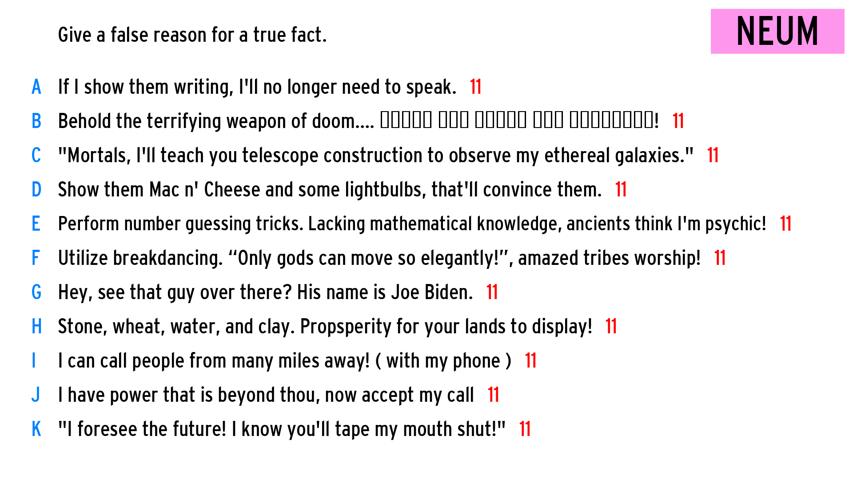 Give a false reason for a true fact.
NEUM
A If I show them writing, I'll no longer need to speak. 11
B Behold the terrifying weapon of doom.... ▯▯▯▯▯ ▯▯▯ ▯▯▯▯▯ ▯▯▯ ▯▯▯▯▯▯▯▯! 11
C "Mortals, I'll teach you telescope construction to observe my ethereal galaxies." 11
D Show them Mac n' Cheese and some lightbulbs, that'll convince them. 11
E Perform number guessing tricks. Lacking mathematical knowledge, ancients think I'm psychic! 11
F Utilize breakdancing. “Only gods can move so elegantly!”, amazed tribes worship! 11
G Hey, see that guy over there? His name is Joe Biden. 11
H Stone, wheat, water, and clay. Propsperity for your lands to display! 11
I I can call people from many miles away! ( with my phone ) 11
J I have power that is beyond thou, now accept my call 11
K "I foresee the future! I know you'll tape my mouth shut!" 11